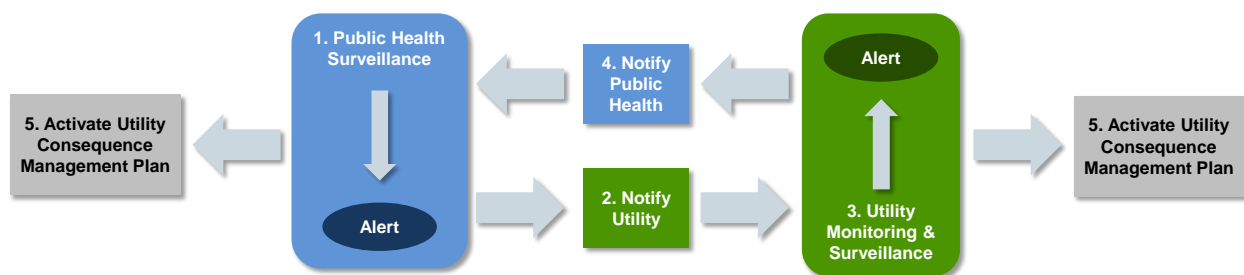 5. Activate Utility
Consequence
Management Plan
1. Public Health
Surveillance
Alert
4. Notify
Public
Health
2. Notify
Utility
Alert
3. Utility
Monitoring &
Surveillance
5. Activate Utility
Consequence
Management Plan